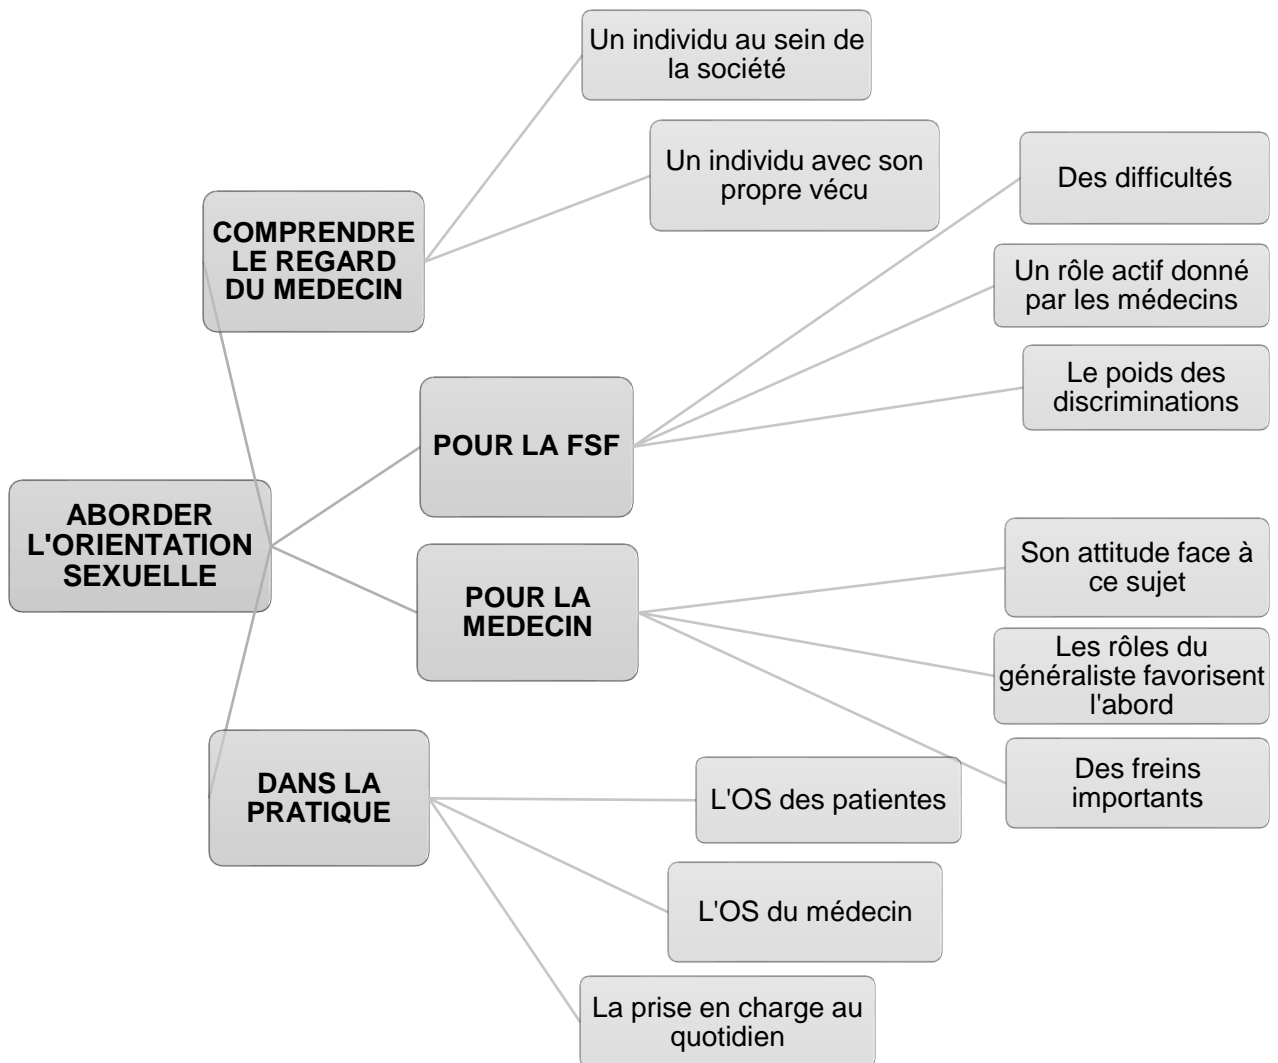 Un individu au sein de
la société
Un individu avec son
propre vécu
COMPRENDRE
LE REGARD
DU MEDECIN
Des difficultés
Un rôle actif donné
par les médecins
Le poids des
discriminations
POUR LA FSF
ABORDER
L'ORIENTATION
SEXUELLE
POUR LA
MEDECIN
Son attitude face à
ce sujet
Les rôles du
généraliste favorisent
l'abord
Des freins
importants
DANS LA
PRATIQUE
L'OS des patientes
L'OS du médecin
La prise en charge au
quotidien